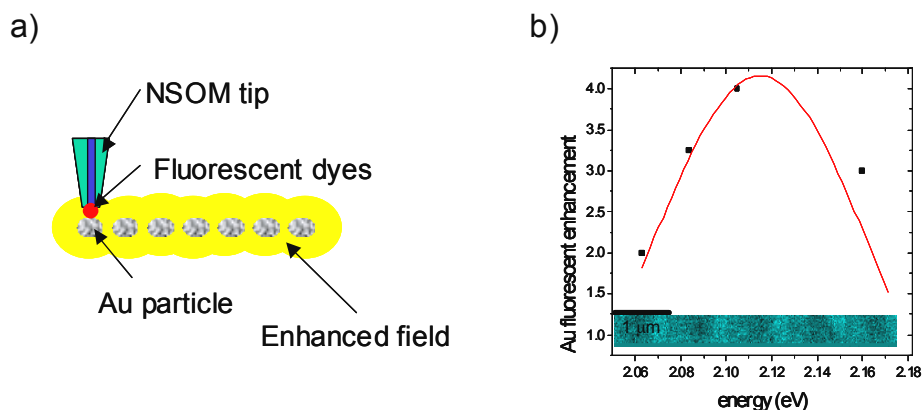 a)
NSOM tip
Fluorescent dyes
Au particle
Enhanced field
b)
Au fluorescent enhancement
4.0
3.5
3.0
2.5
2.0
1.5
1.0
1 μm
2.06 2.08 2.10 2.12 2.14 2.16 2.18
energy (eV)